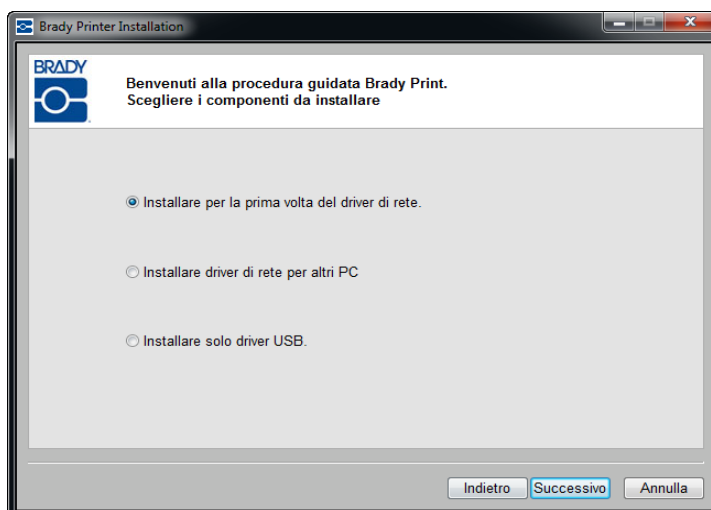 Brady Printer Installation
BRADY
Benvenuti alla procedura guidata Brady Print.
Scegliere i componenti da installare
Installare per la prima volta del driver di rete.
Installare driver di rete per altri PC
Installare solo driver USB.
Indietro
Successivo
Annulla